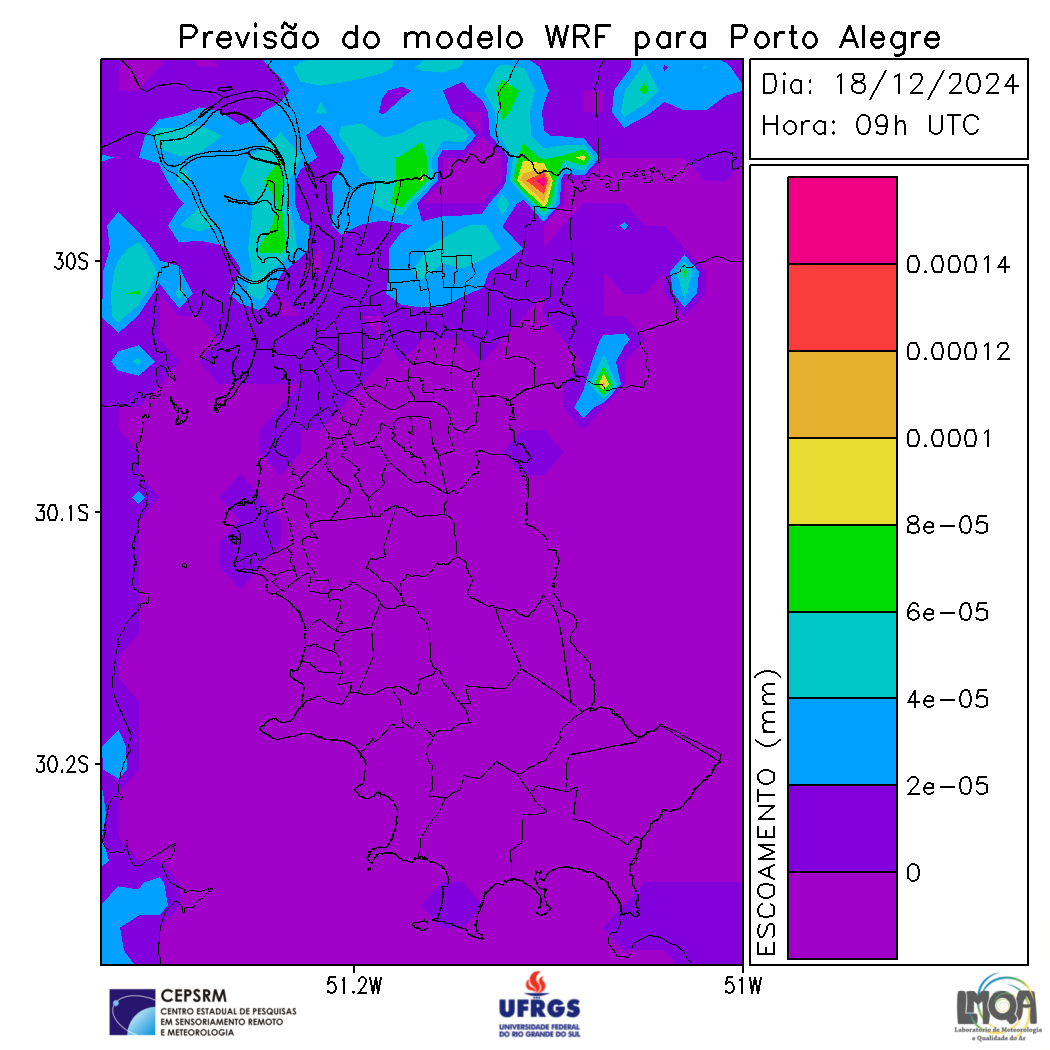 Previsão do modelo WRF para Porto Alegre
Dia: 18/12/2024
Hora: 09h UTC
30S
30.1S
30.2S
51.2W
51W
ESCOAMENTO (mm)
0.00014
0.00012
0.0001
8e-05
6e-05
4e-05
2e-05
0
CEPSRM
CENTRO ESTADUAL DE PESQUISAS
EM SENSORIAMENTO REMOTO
E METEOROLOGIA
UFRGS
UNIVERSIDADE FEDERAL
DO RIO GRANDE DO SUL
LMQA
Laboratório de Meteorologia
e Qualidade do Ar